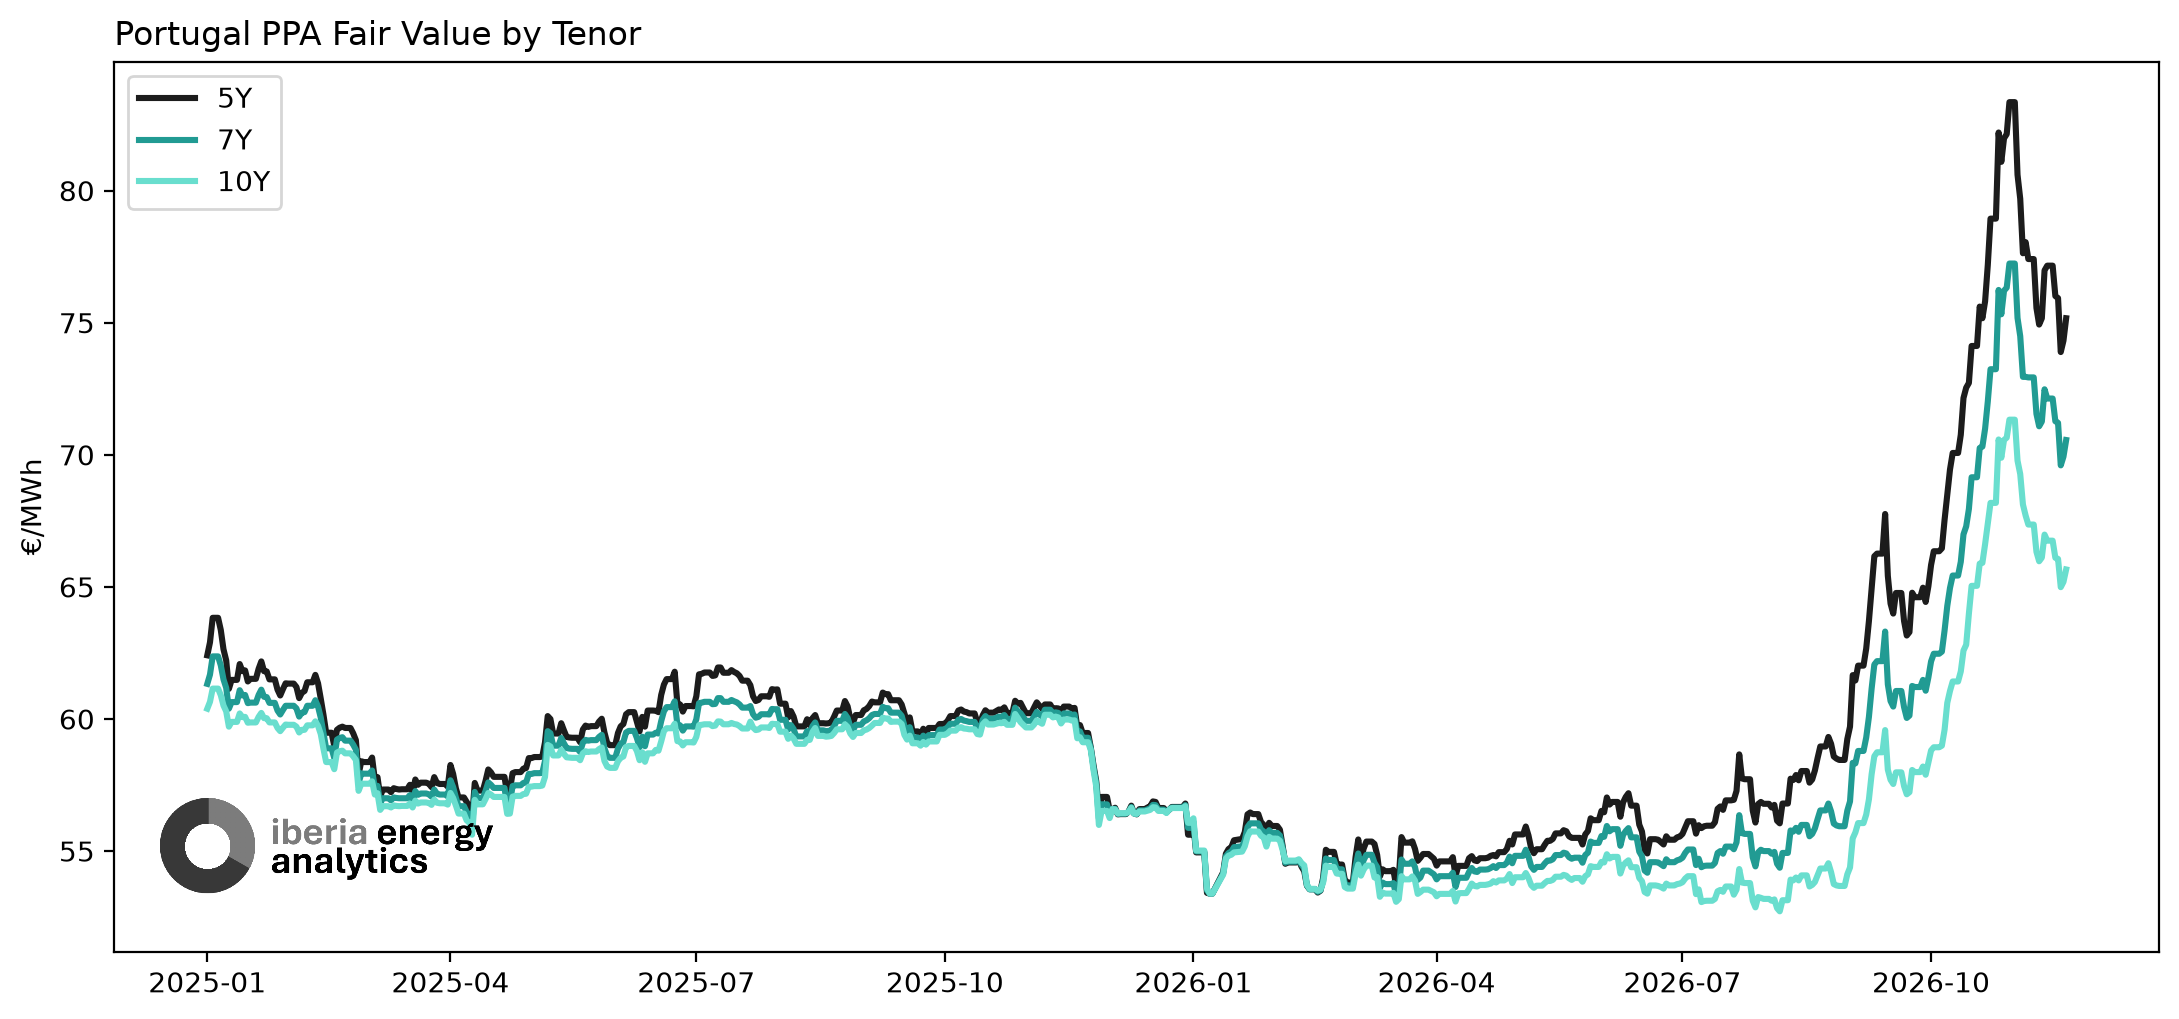 Portugal PPA Fair Value by Tenor
5Y
7Y
10Y
80
75
70
65
60
55
€/MWh
iberia energy
analytics
2025-01
2025-04
2025-07
2025-10
2026-01
2026-04
2026-07
2026-10